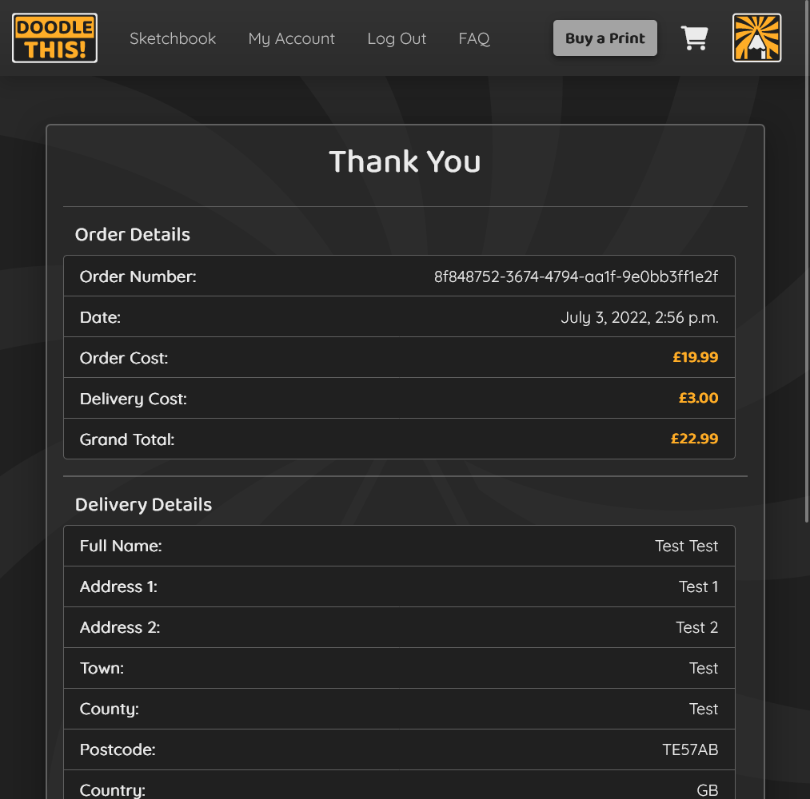 DOODLE
THIS!
Sketchbook My Account Log Out FAQ Buy a Print
Thank You
Order Details
Order Number: 8f848752-3674-4794-aa1f-9e0bb3ff1e2f
Date: July 3, 2022, 2:56 p.m.
Order Cost: £19.99
Delivery Cost: £3.00
Grand Total: £22.99
Delivery Details
Full Name: Test Test
Address 1: Test 1
Address 2: Test 2
Town: Test
County: Test
Postcode: TE57AB
Country: GB